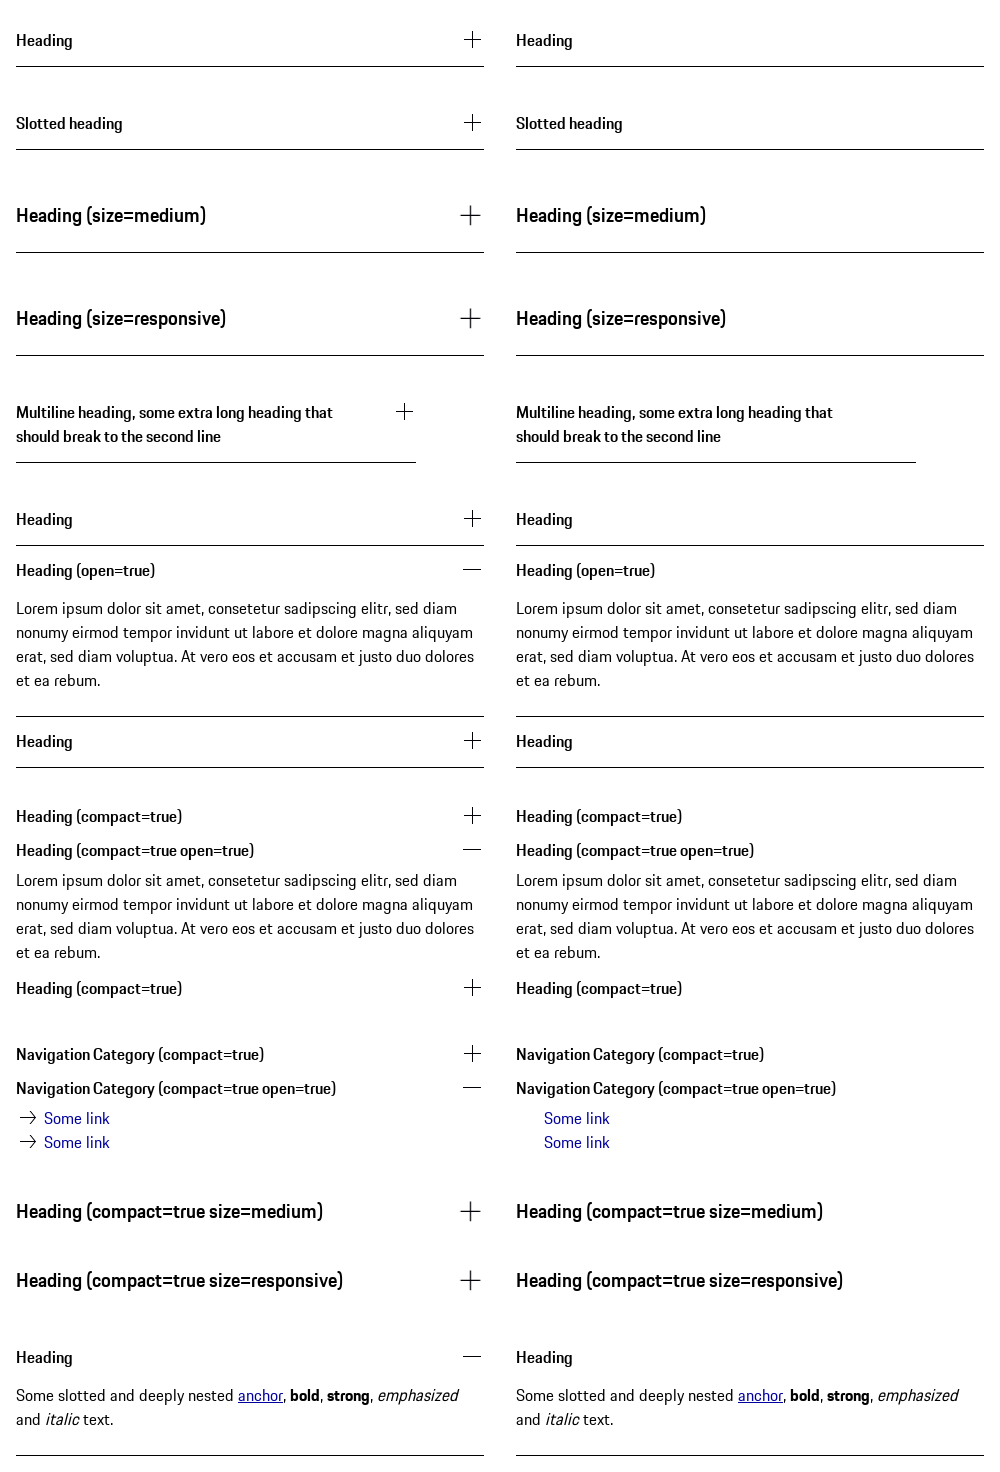 Heading
Slotted heading
Heading (size=medium)
Heading (size=responsive)
Multiline heading, some extra long heading that
should break to the second line
Heading
Heading (open=true)
Lorem ipsum dolor sit amet, consetetur sadipscing elitr, sed diam
nonumy eirmod tempor invidunt ut labore et dolore magna aliquyam
erat, sed diam voluptua. At vero eos et accusam et justo duo dolores
et ea rebum.
Heading
Heading (compact=true)
Heading (compact=true open=true)
Lorem ipsum dolor sit amet, consetetur sadipscing elitr, sed diam
nonumy eirmod tempor invidunt ut labore et dolore magna aliquyam
erat, sed diam voluptua. At vero eos et accusam et justo duo dolores
et ea rebum.
Heading (compact=true)
Navigation Category (compact=true)
Navigation Category (compact=true open=true)
Some link
Some link
Heading (compact=true size=medium)
Heading (compact=true size=responsive)
Heading
Some slotted and deeply nested anchor, bold, strong, emphasized
and italic text.
Heading
Slotted heading
Heading (size=medium)
Heading (size=responsive)
Multiline heading, some extra long heading that
should break to the second line
Heading
Heading (open=true)
Lorem ipsum dolor sit amet, consetetur sadipscing elitr, sed diam
nonumy eirmod tempor invidunt ut labore et dolore magna aliquyam
erat, sed diam voluptua. At vero eos et accusam et justo duo dolores
et ea rebum.
Heading
Heading (compact=true)
Heading (compact=true open=true)
Lorem ipsum dolor sit amet, consetetur sadipscing elitr, sed diam
nonumy eirmod tempor invidunt ut labore et dolore magna aliquyam
erat, sed diam voluptua. At vero eos et accusam et justo duo dolores
et ea rebum.
Heading (compact=true)
Navigation Category (compact=true)
Navigation Category (compact=true open=true)
Some link
Some link
Heading (compact=true size=medium)
Heading (compact=true size=responsive)
Heading
Some slotted and deeply nested anchor, bold, strong, emphasized
and italic text.